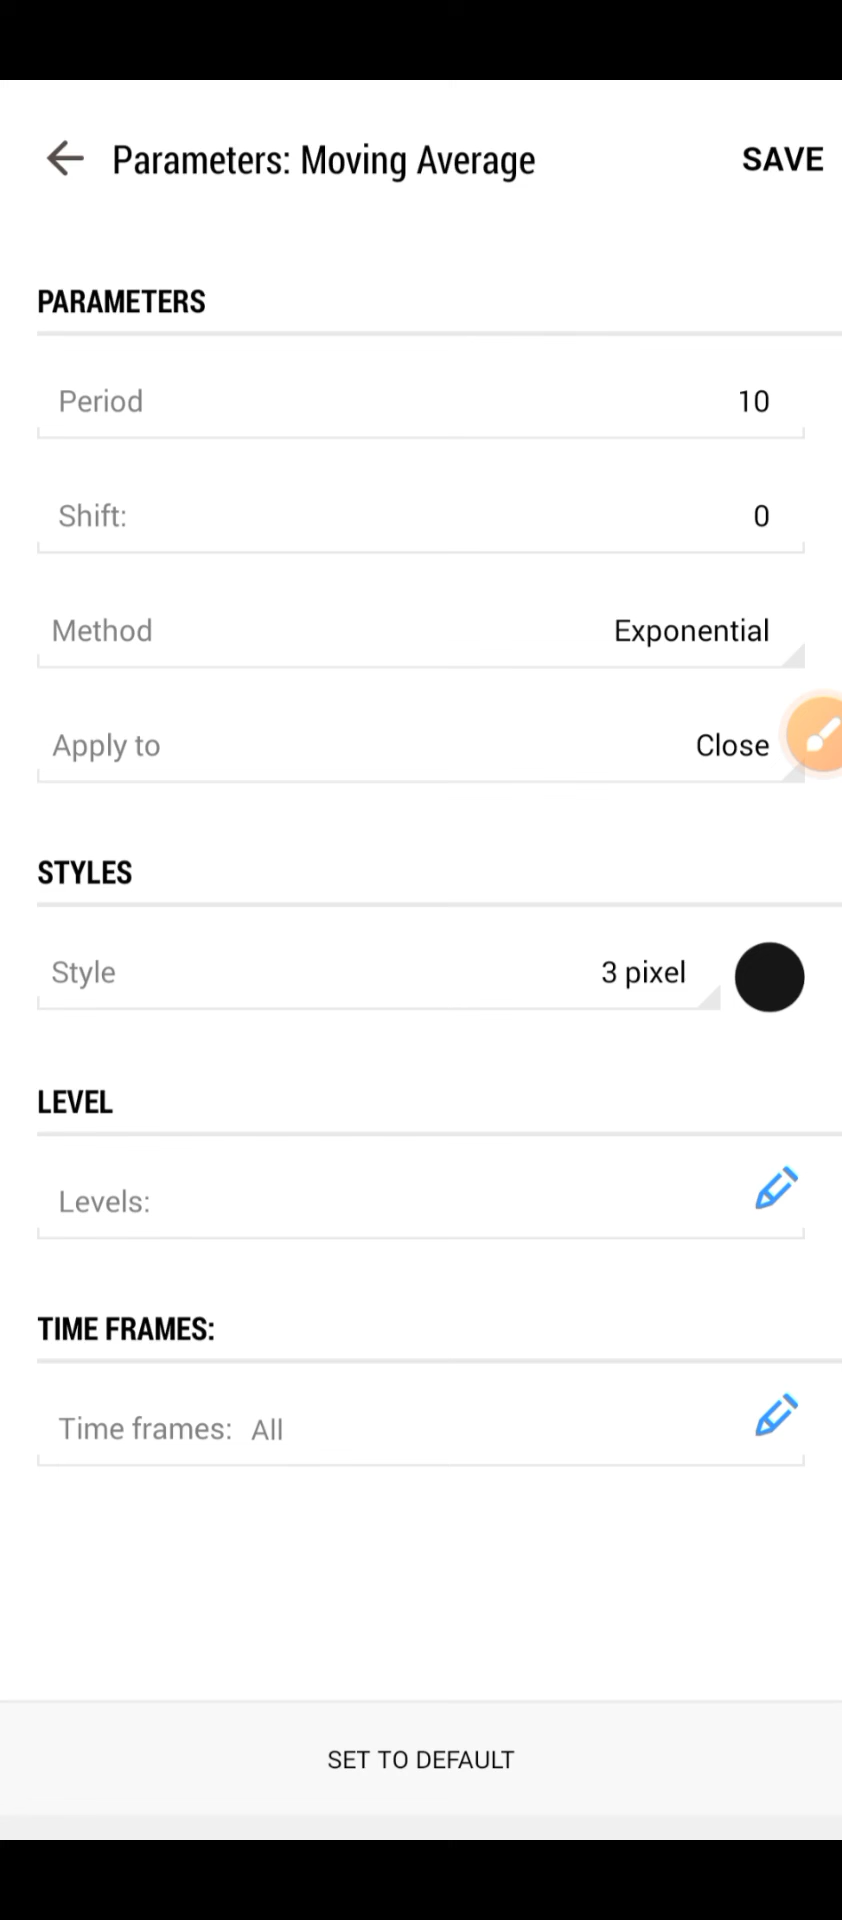 Parameters: Moving Average SAVE
PARAMETERS
Period 10
Shift: 0
Method Exponential
Apply to Close
STYLES
Style 3 pixel
LEVEL
Levels:
TIME FRAMES:
Time frames: All
SET TO DEFAULT